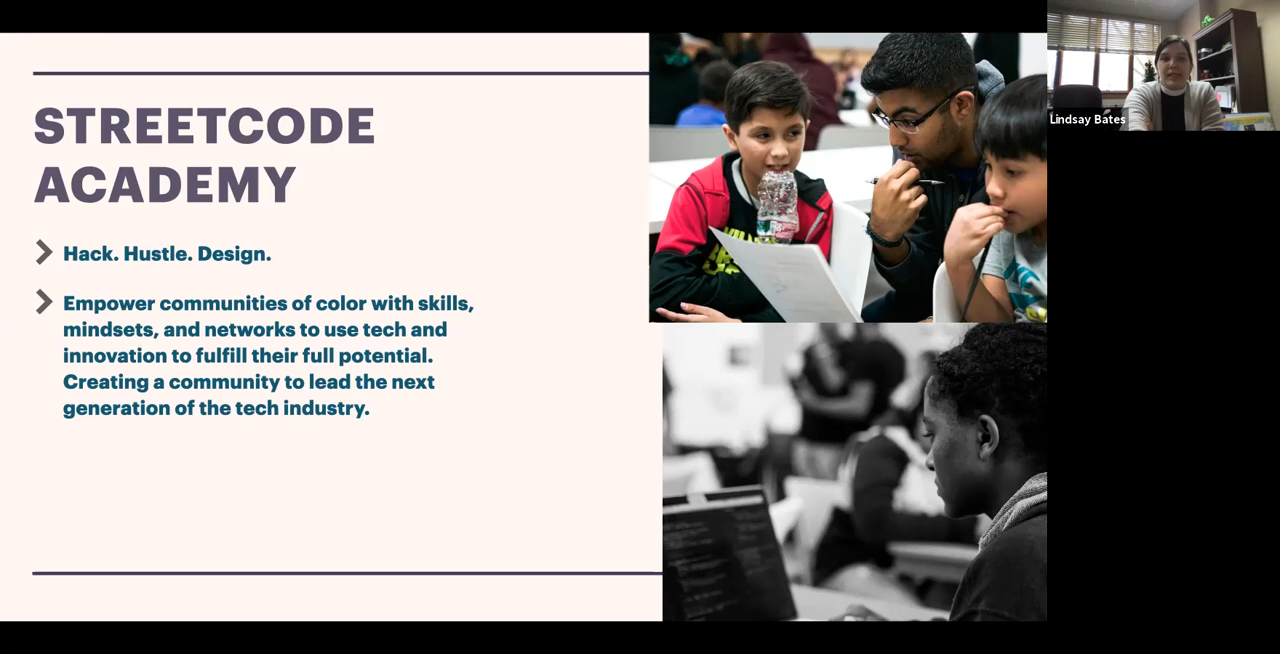 STREETCODE
ACADEMY
Hack. Hustle. Design.
Empower communities of color with skills,
mindsets, and networks to use tech and
innovation to fulfill their full potential.
Creating a community to lead the next
generation of the tech industry.
Lindsay Bates